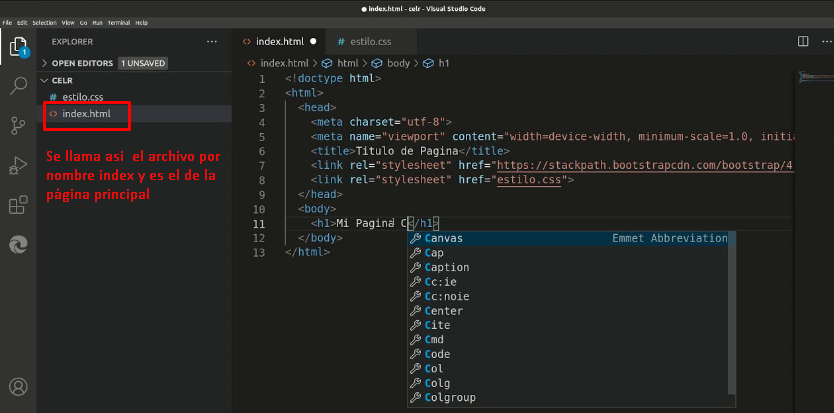 index.html - celr - Visual Studio Code
File Edit Selection View Go Run Terminal Help
EXPLORER
OPEN EDITORS 1 UNSAVED
CELR
# estilo.css
<> index.html
Se llama asi el archivo por
nombre index y es el de la
página principal
1
<> index.html
# estilo.css
<> index.html > html > body > h1
1 <!doctype html>
2 <html>
3 <head>
4 <meta charset="utf-8">
5 <meta name="viewport" content="width=device-width, minimum-scale=1.0, initia
6 <title>Titulo de Pagina</title>
7 <link rel="stylesheet" href="https://stackpath.bootstrapcdn.com/bootstrap/4.
8 <link rel="stylesheet" href="estilo.css">
9 </head>
10 <body>
11 <h1>Mi Pagina C</h1>
12 </body>
13 </html>
Canvas Emmet Abbreviation
Cap
Caption
Cc:ie
Cc:noie
Center
Cite
Cmd
Code
Col
Colg
Colgroup